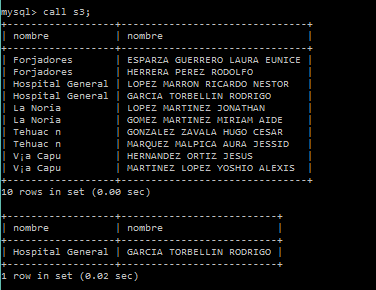 mysql> call s3;
+------------------+-------------------------------+
| nombre           | nombre                        |
+------------------+-------------------------------+
| Forjadores       | ESPARZA GUERRERO LAURA EUNICE |
| Forjadores       | HERRERA PEREZ RODOLFO         |
| Hospital General | LOPEZ MARRON RICARDO NESTOR   |
| Hospital General | GARCIA TORBELLIN RODRIGO      |
| La Noria         | LOPEZ MARTINEZ JONATHAN       |
| La Noria         | GOMEZ MARTINEZ MIRIAM AIDE    |
| Tehuac n         | GONZALEZ ZAVALA HUGO CESAR    |
| Tehuac n         | MARQUEZ MALPICA AURA JESSID   |
| V¡a Capu         | HERNANDEZ ORTIZ JESUS         |
| V¡a Capu         | MARTINEZ LOPEZ YOSHIO ALEXIS  |
+------------------+-------------------------------+
10 rows in set (0.00 sec)
+------------------+--------------------------+
| nombre           | nombre                   |
+------------------+--------------------------+
| Hospital General | GARCIA TORBELLIN RODRIGO |
+------------------+--------------------------+
1 row in set (0.02 sec)